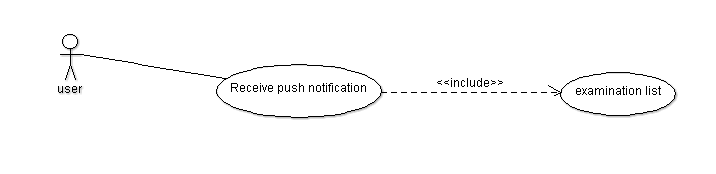 user
Receive push notification
<<include>>
examination list